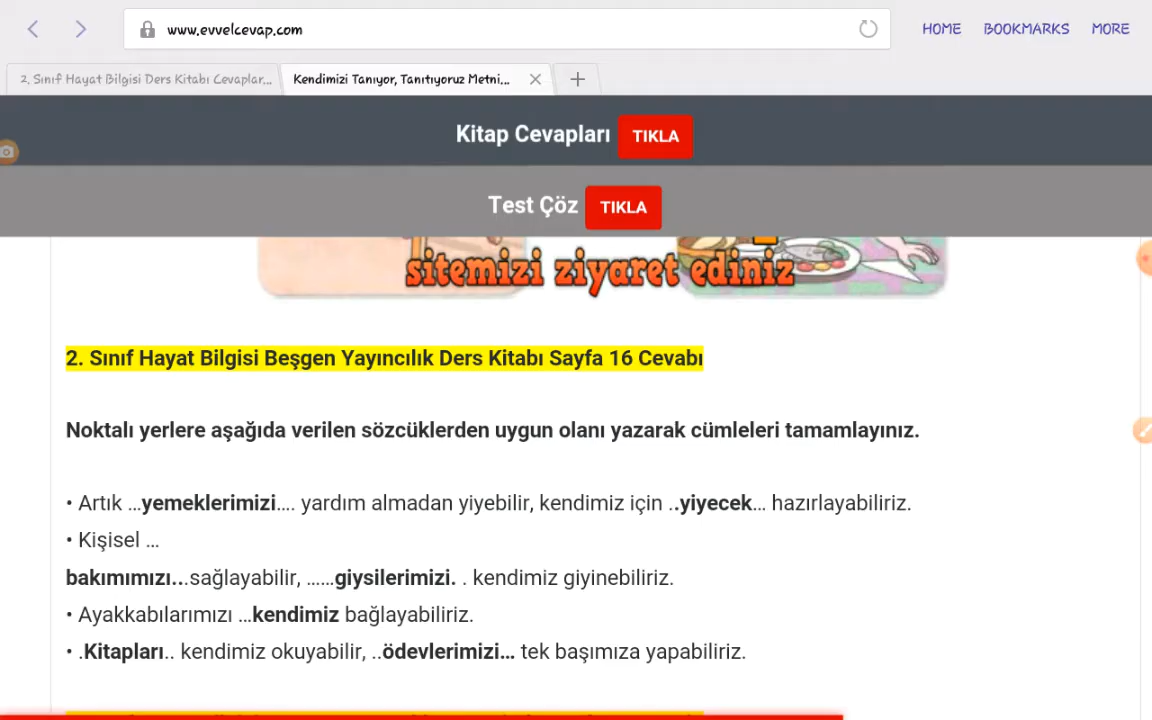 www.evvelcevap.com
HOME
BOOKMARKS
MORE
2. Sınıf Hayat Bilgisi Ders Kitabı Cevaplar...
Kendimizi Tanıyor, Tanıtıyoruz Metni...
Kitap Cevapları TIKLA
Test Çöz TIKLA
sitemizi ziyaret ediniz
2. Sınıf Hayat Bilgisi Beşgen Yayıncılık Ders Kitabı Sayfa 16 Cevabı
Noktalı yerlere aşağıda verilen sözcüklerden uygun olanı yazarak cümleleri tamamlayınız.
• Artık …yemeklerimizi…. yardım almadan yiyebilir, kendimiz için ..yiyecek… hazırlayabiliriz.
• Kişisel …
bakımımızı...sağlayabilir, ……giysilerimizi. . kendimiz giyinebiliriz.
• Ayakkabılarımızı …kendimiz bağlayabiliriz.
• .Kitapları.. kendimiz okuyabilir, ..ödevlerimizi… tek başımıza yapabiliriz.